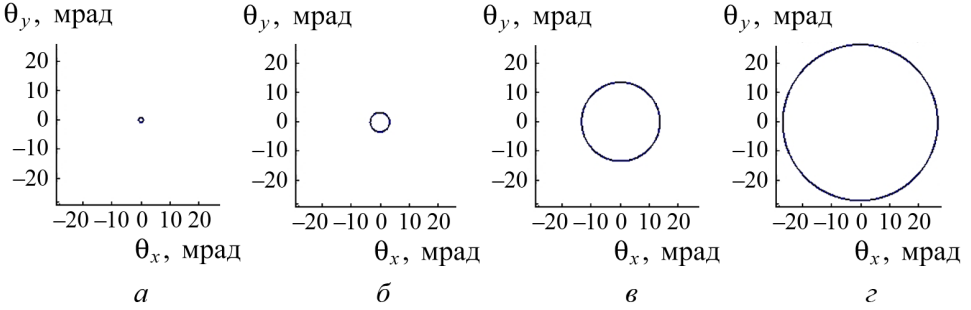 θy, мрад θy, мрад θy, мрад θy, мрад
20 20 20 20
10 10 10 10
0 0 0 0
–10 –10 –10 –10
–20 –20 –20 –20
–20 –10 0 10 20 –20 –10 0 10 20 –20 –10 0 10 20 –20 –10 0 10 20
θx, мрад θx, мрад θx, мрад θx, мрад
а б в г